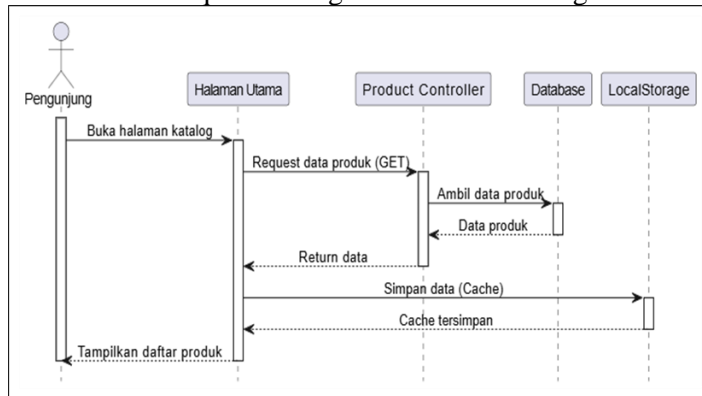 Pengunjung
Halaman Utama
Product Controller
Database
LocalStorage
Buka halaman katalog
Request data produk (GET)
Ambil data produk
Data produk
Return data
Simpan data (Cache)
Cache tersimpan
Tampilkan daftar produk